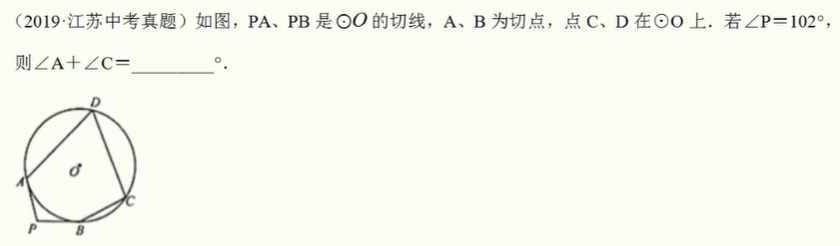 （2019·江苏中考真题）如图，PA、PB 是⊙O 的切线，A、B 为切点，点 C、D 在⊙O 上．若∠P＝102°，
则∠A＋∠C＝_________°．
D
O
A
C
P
B